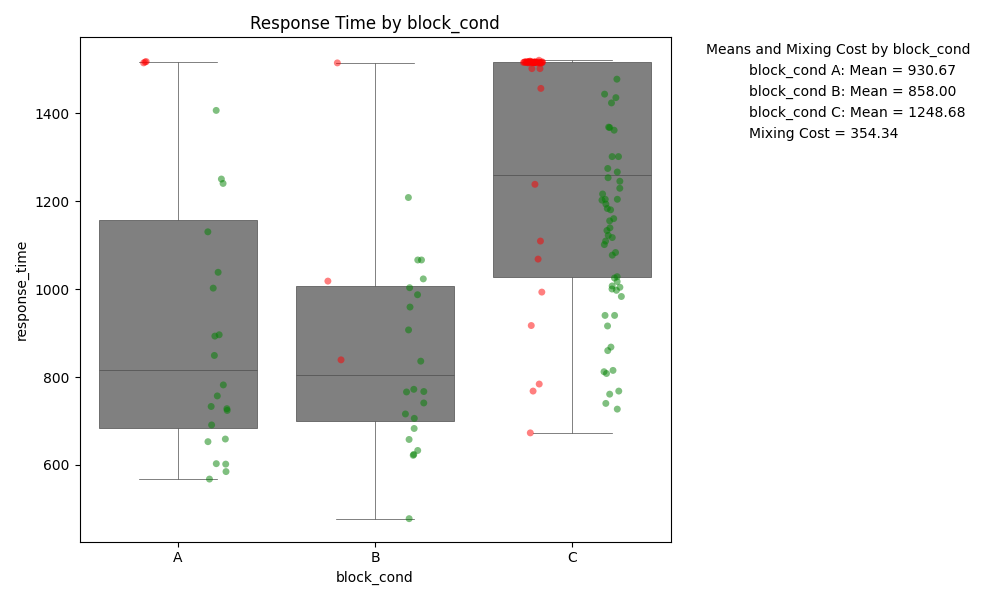 Response Time by block_cond
Means and Mixing Cost by block_cond
block_cond A: Mean = 930.67
block_cond B: Mean = 858.00
block_cond C: Mean = 1248.68
Mixing Cost = 354.34
response_time
1400
1200
1000
800
600
A B C
block_cond